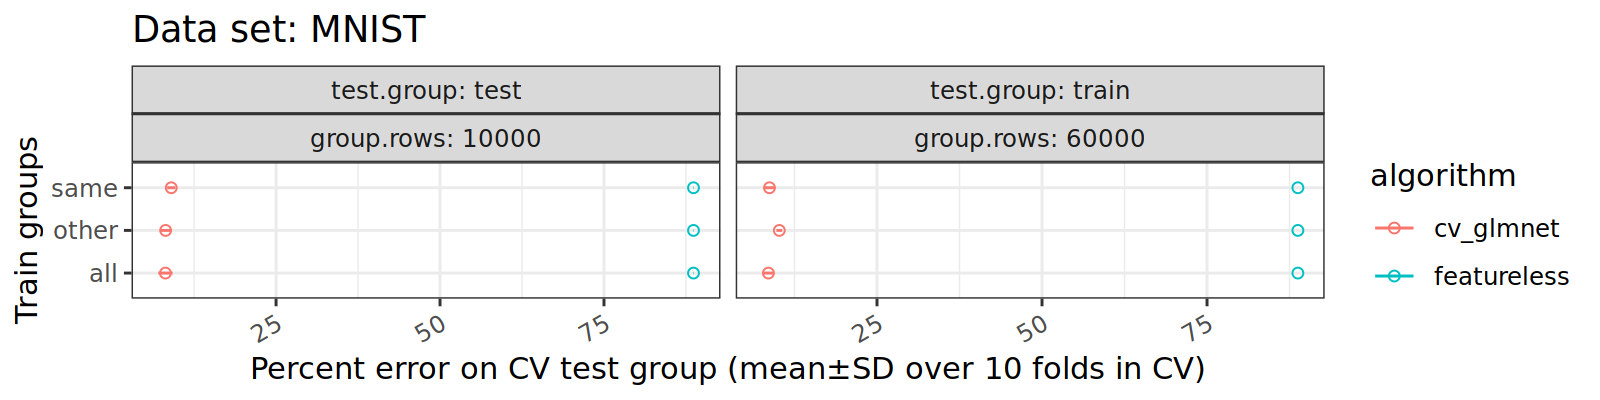 Data set: MNIST
test.group: test
test.group: train
group.rows: 10000
group.rows: 60000
Train groups
same
other
all
25
50
75
25
50
75
Percent error on CV test group (mean±SD over 10 folds in CV)
algorithm
cv_glmnet
featureless